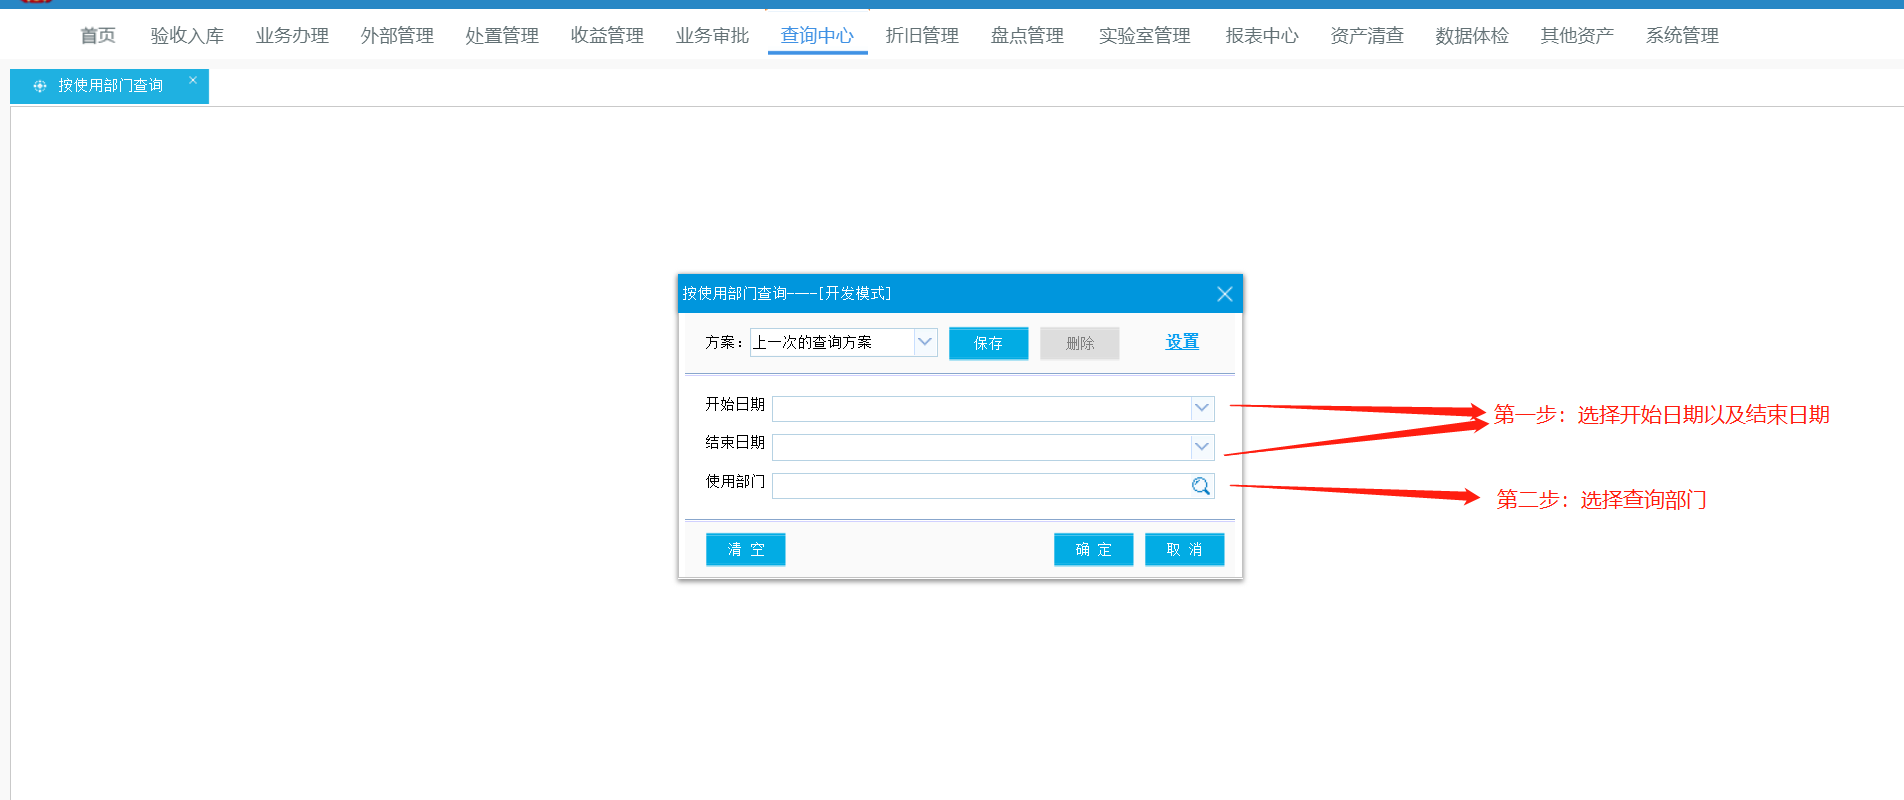 首页 验收入库 业务办理 外部管理 处置管理 收益管理 业务审批 查询中心 折旧管理 盘点管理 实验室管理 报表中心 资产清查 数据体检 其他资产 系统管理
按使用部门查询
按使用部门查询----[开发模式]
方案： 上一次的查询方案 保存 删除 设置
开始日期
第一步：选择开始日期以及结束日期
结束日期
使用部门
第二步：选择查询部门
清 空 确 定 取 消